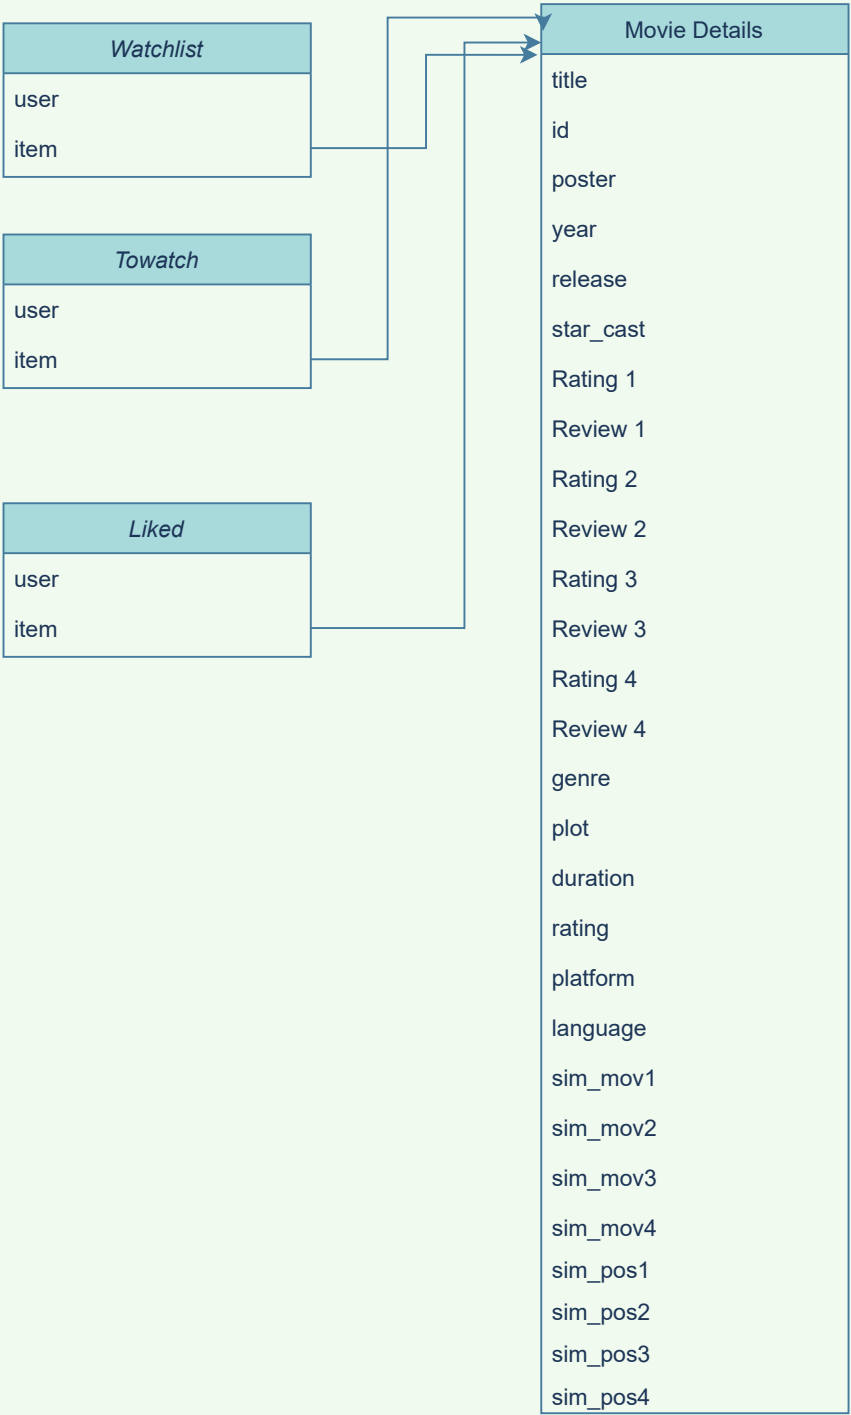 Watchlist
user
item
Towatch
user
item
Liked
user
item
Movie Details
title
id
poster
year
release
star_cast
Rating 1
Review 1
Rating 2
Review 2
Rating 3
Review 3
Rating 4
Review 4
genre
plot
duration
rating
platform
language
sim_mov1
sim_mov2
sim_mov3
sim_mov4
sim_pos1
sim_pos2
sim_pos3
sim_pos4